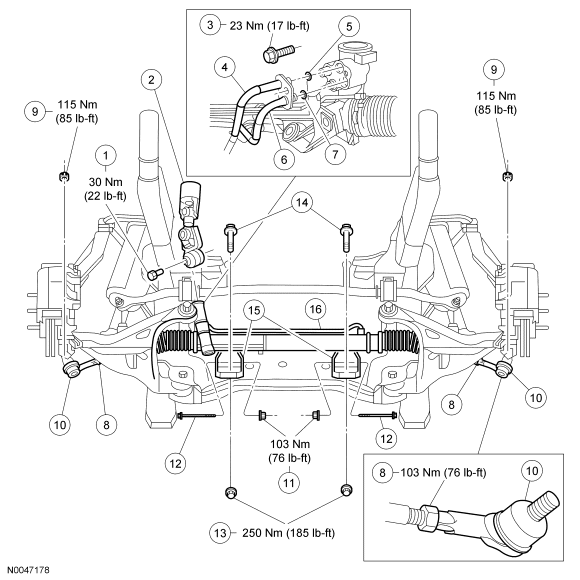 3
23 Nm (17 lb-ft)
5
4
2
9
9
115 Nm
(85 lb-ft)
115 Nm
(85 lb-ft)
1
6
7
30 Nm
(22 lb-ft)
14
15
16
10
8
8
10
12
103 Nm
(76 lb-ft)
12
11
8
103 Nm (76 lb-ft)
10
13
250 Nm (185 lb-ft)
N0047178